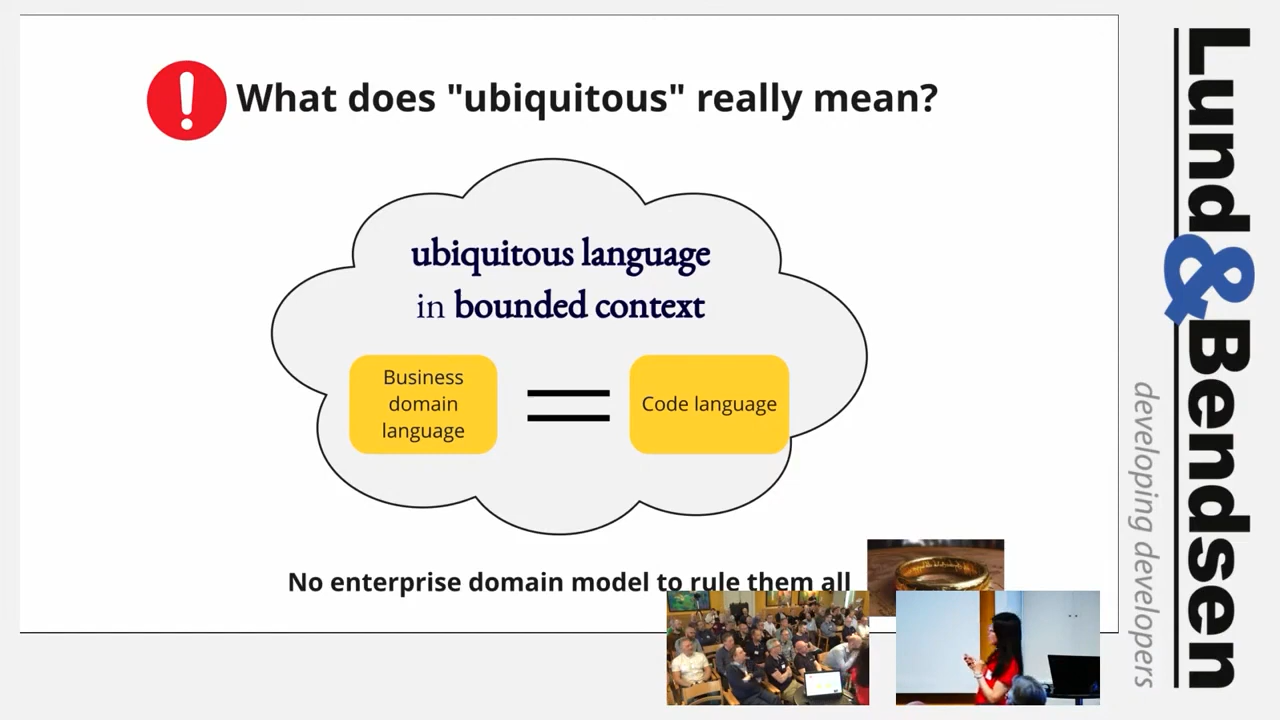 What does "ubiquitous" really mean?
ubiquitous language
in bounded context
Business
domain
language
Code language
No enterprise domain model to rule them all
Lund&Bendsen
developing developers